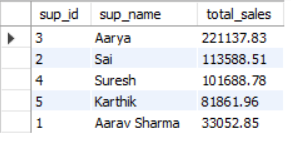 sup_id sup_name total_sales
3 Aarya 221137.83
2 Sai 113588.51
4 Suresh 101688.78
5 Karthik 81861.96
1 Aarav Sharma 33052.85